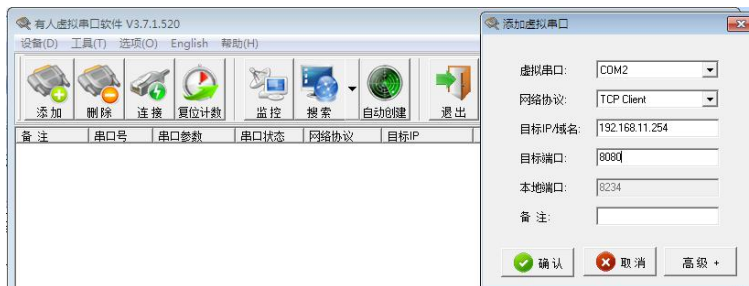 有人虚拟串口软件 V3.7.1.520
设备(D) 工具(T) 选项(O) English 帮助(H)
添加 删除 连接 复位计数 监控 搜索 自动创建 退出
备注 串口号 串口参数 串口状态 网络协议 目标IP
添加虚拟串口
虚拟串口: COM2
网络协议: TCP Client
目标IP/域名: 192.168.11.254
目标端口: 8080
本地端口: 8234
备 注:
确 认 取 消 高 级 +